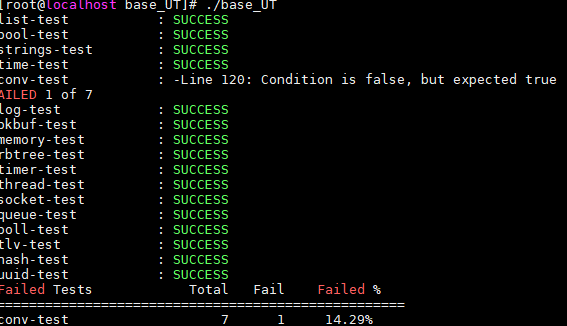 [root@localhost base_UT]# ./base_UT
list-test : SUCCESS
pool-test : SUCCESS
strings-test : SUCCESS
time-test : SUCCESS
conv-test : -Line 120: Condition is false, but expected true
AILED 1 of 7
log-test : SUCCESS
pkbuf-test : SUCCESS
memory-test : SUCCESS
rbtree-test : SUCCESS
timer-test : SUCCESS
thread-test : SUCCESS
socket-test : SUCCESS
queue-test : SUCCESS
poll-test : SUCCESS
tlv-test : SUCCESS
hash-test : SUCCESS
uuid-test : SUCCESS
Failed Tests Total Fail Failed %
===================================================
conv-test 7 1 14.29%